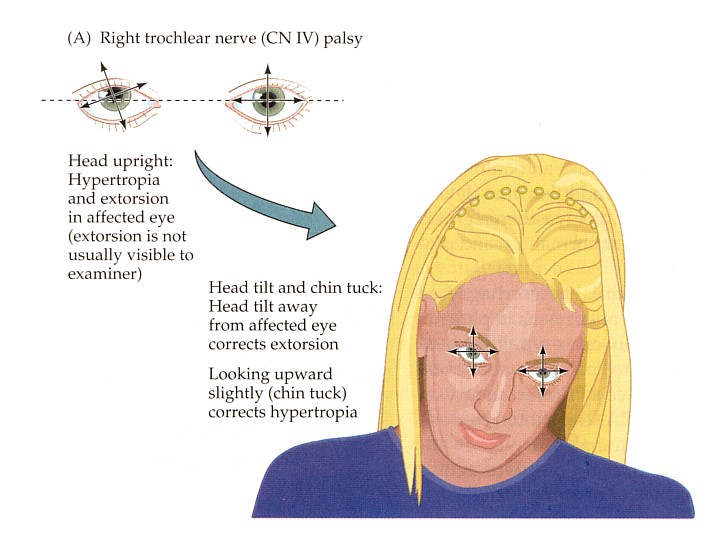 (A) Right trochlear nerve (CN IV) palsy
Head upright:
Hypertropia
and extorsion
in affected eye
(extorsion is not
usually visible to
examiner)
Head tilt and chin tuck:
Head tilt away
from affected eye
corrects extorsion
Looking upward
slightly (chin tuck)
corrects hypertropia